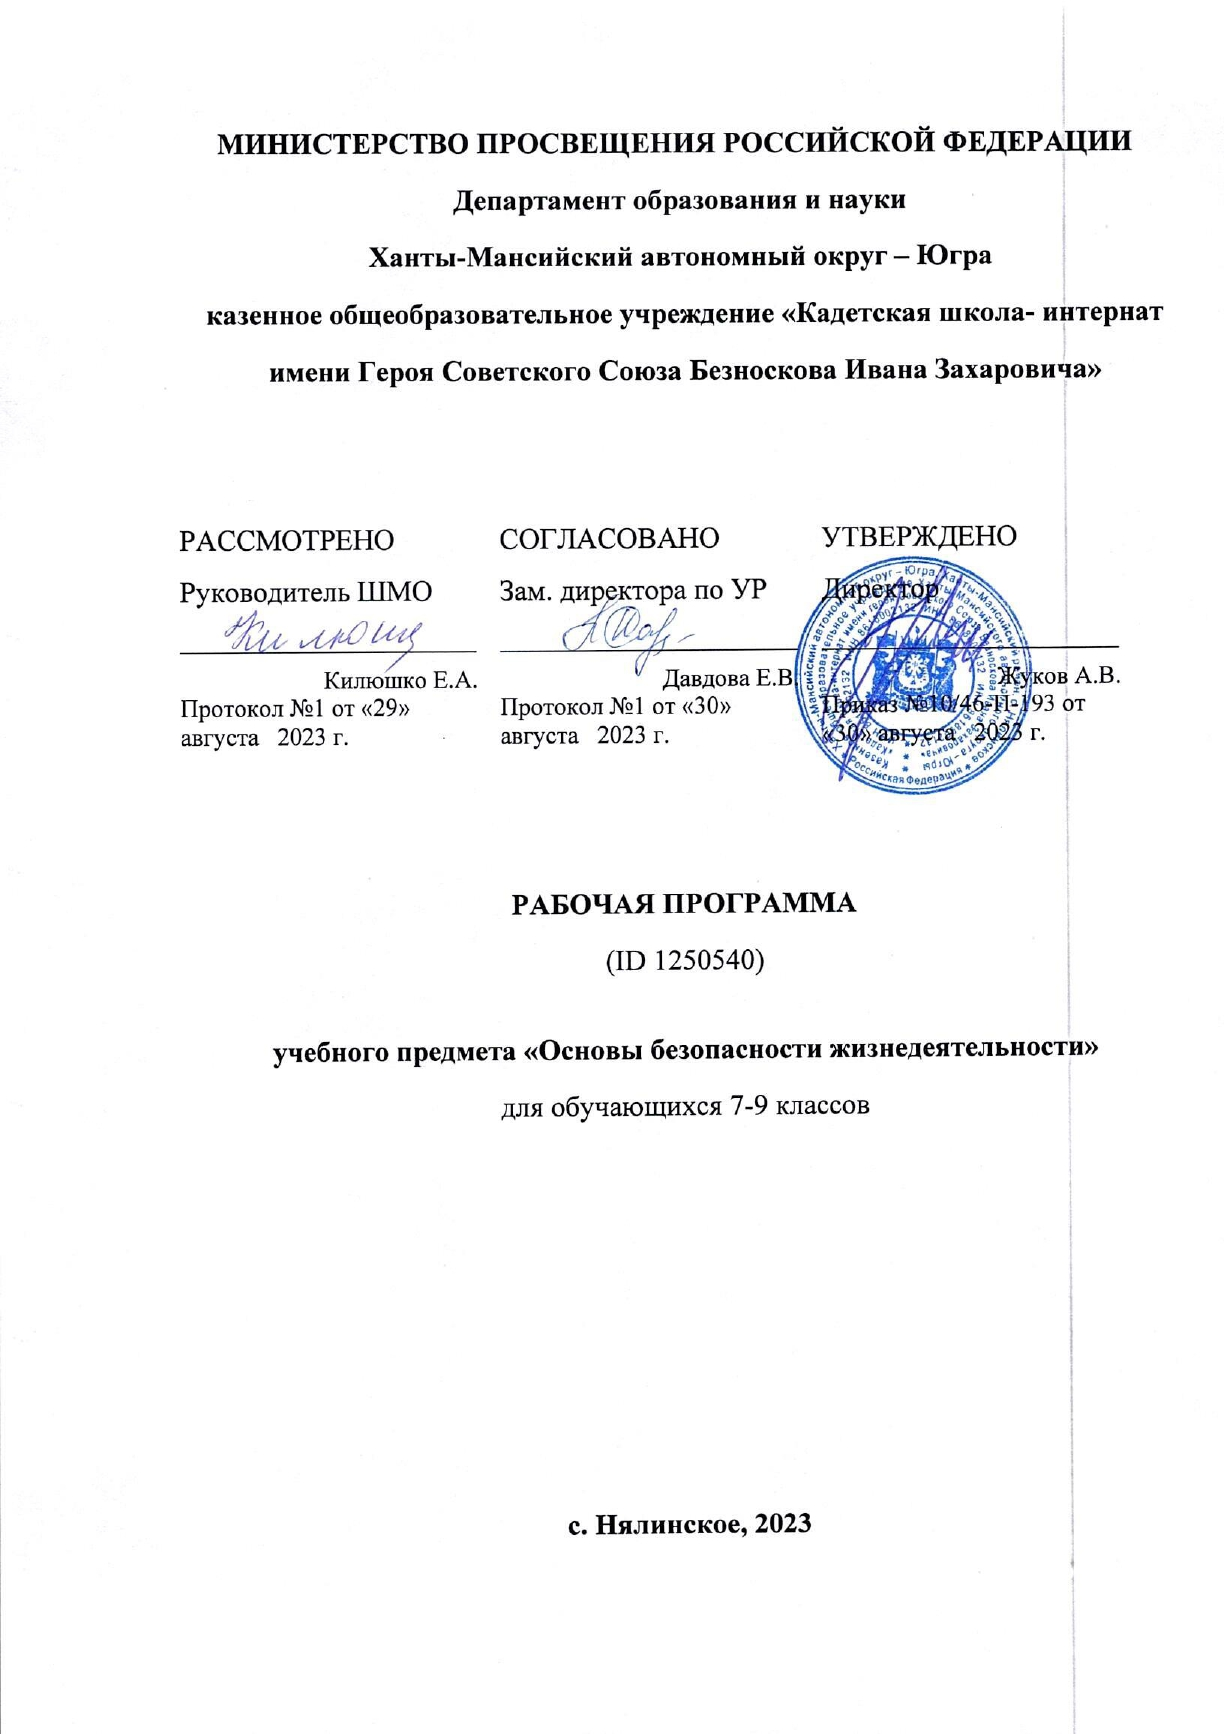 МИНИСТЕРСТВО ПРОСВЕЩЕНИЯ РОССИЙСКОЙ ФЕДЕРАЦИИ
Департамент образования и науки
Ханты-Мансийский автономный округ – Югра
казенное общеобразовательное учреждение «Кадетская школа- интернат
имени Героя Советского Союза Безноскова Ивана Захаровича»
РАССМОТРЕНО
Руководитель ШМО
Килюш
Килюшко Е.А.
Протокол №1 от «29»
августа 2023 г.
СОГЛАСОВАНО
Зам. директора по УР
Давдова Е.В.
Протокол №1 от «30»
августа 2023 г.
УТВЕРЖДЕНО
Директор
Жуков А.В.
Приказ №10/46-П-193 от
«30» августа 2023 г.
Российская Федерация
РАБОЧАЯ ПРОГРАММА
(ID 1250540)
учебного предмета «Основы безопасности жизнедеятельности»
для обучающихся 7-9 классов
с. Нялинское, 2023